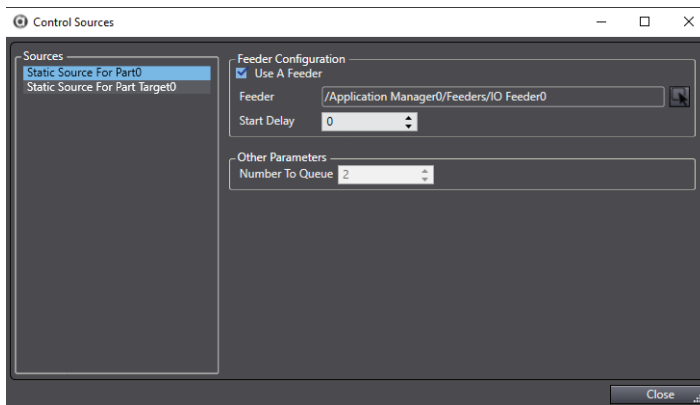 Control Sources
Sources
Static Source For Part0
Static Source For Part Target0
Feeder Configuration
Use A Feeder
Feeder /Application Manager0/Feeders/IO Feeder0
Start Delay 0
Other Parameters
Number To Queue 2
Close